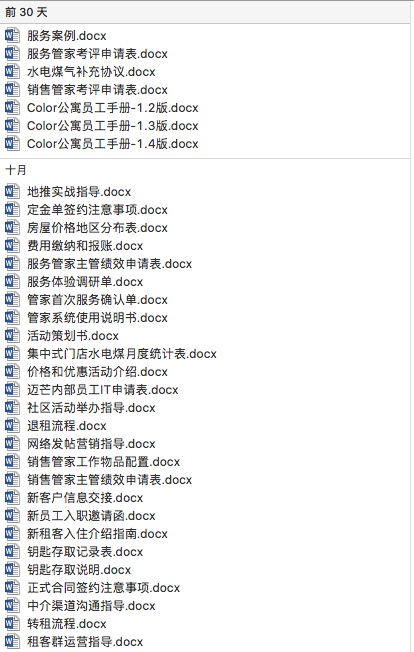 前 30 天
服务案例.docx
服务管家考评申请表.docx
水电煤气补充协议.docx
销售管家考评申请表.docx
Color公寓员工手册-1.2版.docx
Color公寓员工手册-1.3版.docx
Color公寓员工手册-1.4版.docx
十月
地推实战指导.docx
定金单签约注意事项.docx
房屋价格地区分布表.docx
费用缴纳和报账.docx
服务管家主管绩效申请表.docx
服务体验调研单.docx
管家首次服务确认单.docx
管家系统使用说明书.docx
活动策划书.docx
集中式门店水电煤月度统计表.docx
价格和优惠活动介绍.docx
迈芒内部员工IT申请表.docx
社区活动举办指导.docx
退租流程.docx
网络发帖营销指导.docx
销售管家工作物品配置.docx
销售管家主管绩效申请表.docx
新客户信息交接.docx
新员工入职邀请函.docx
新租客入住介绍指南.docx
钥匙存取记录表.docx
钥匙存取说明.docx
正式合同签约注意事项.docx
中介渠道沟通指导.docx
转租流程.docx
租客群运营指导.docx